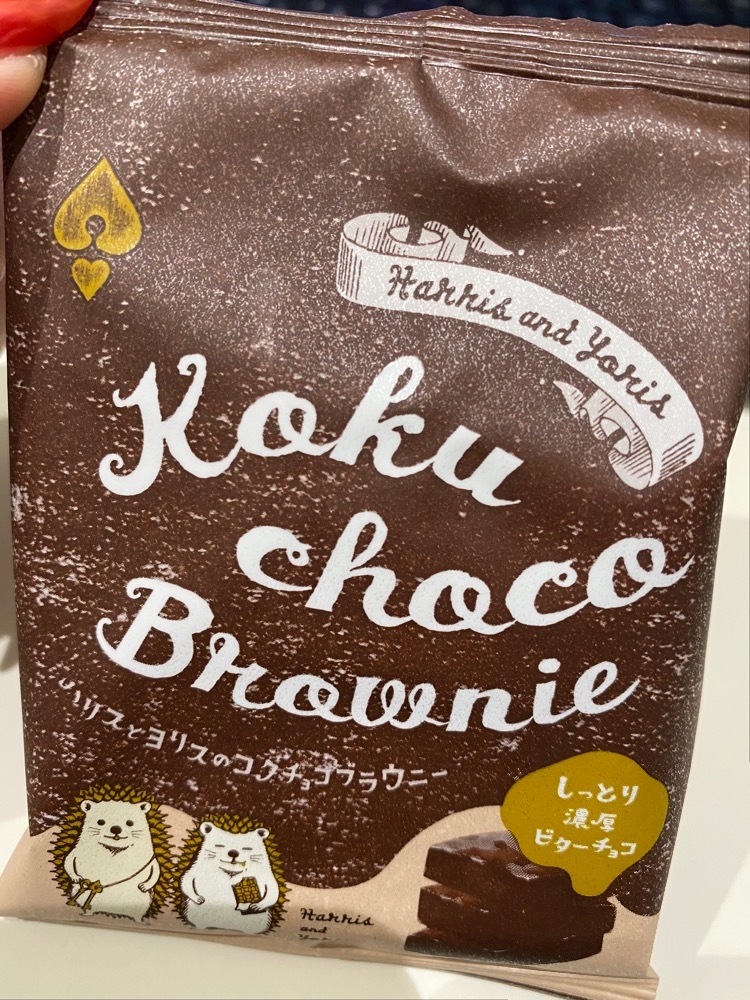 Harris and Yoris
Koku
choco
Brownie
ハリスとヨリスのコクチョコブラウニー
しっとり
濃厚
ビターチョコ
Harris
and